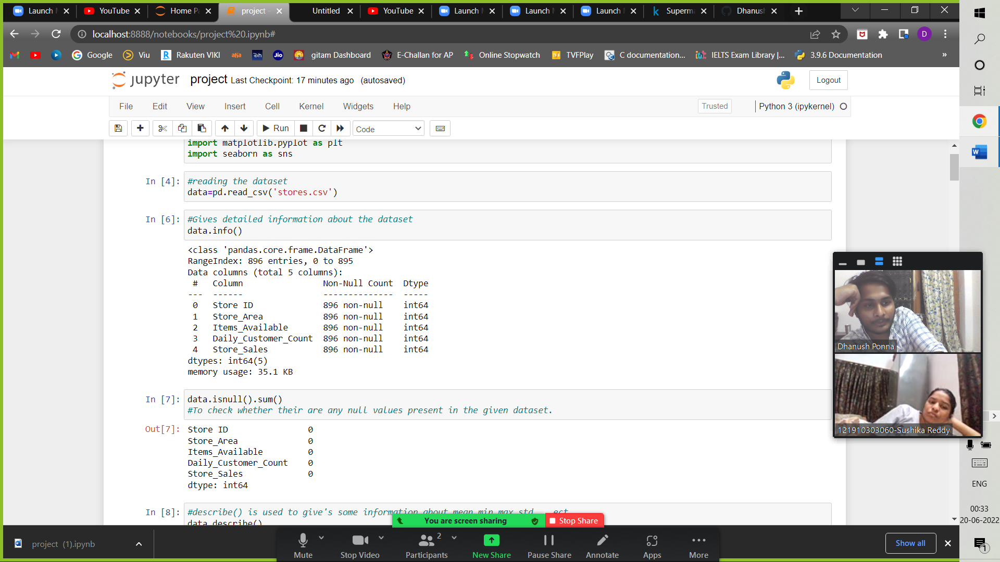 Launch
YouTube
Home Pa
project -
Untitled
YouTube
Launch M
Launch M
Launch M
Superma
Dhanush
localhost:8888/notebooks/project%20.ipynb#
D
Google
Viu
Rakuten VIKI
aha
Jio
gitam Dashboard
E-Challan for AP
Online Stopwatch
TVFPlay
C documentation...
IELTS Exam Library |...
3.9.6 Documentation
»
jupyter project Last Checkpoint: 17 minutes ago (autosaved)
Logout
File Edit View Insert Cell Kernel Widgets Help
Trusted
Python 3 (ipykernel)
Run
Code
import matplotlib.pyplot as plt
import seaborn as sns
In [4]: #reading the dataset
data=pd.read_csv('stores.csv')
In [6]: #Gives detailed information about the dataset
data.info()
<class 'pandas.core.frame.DataFrame'>
RangeIndex: 896 entries, 0 to 895
Data columns (total 5 columns):
# Column Non-Null Count Dtype
--- ------ -------------- -----
0 Store ID 896 non-null int64
1 Store_Area 896 non-null int64
2 Items_Available 896 non-null int64
3 Daily_Customer_Count 896 non-null int64
4 Store_Sales 896 non-null int64
dtypes: int64(5)
memory usage: 35.1 KB
In [7]: data.isnull().sum()
#To check whether their are any null values present in the given dataset.
Out[7]: Store ID 0
Store_Area 0
Items_Available 0
Daily_Customer_Count 0
Store_Sales 0
dtype: int64
In [8]: #describe() is used to give's some information about mean,min,max,std....ect
data.describe()
Dhanush Ponna
121910303060-Sushika Reddy
You are screen sharing
Stop Share
project (1).ipynb
Mute
Stop Video
2
Participants
New Share
Pause Share
Annotate
Apps
More
Show all
ENG
00:33
20-06-2022
1